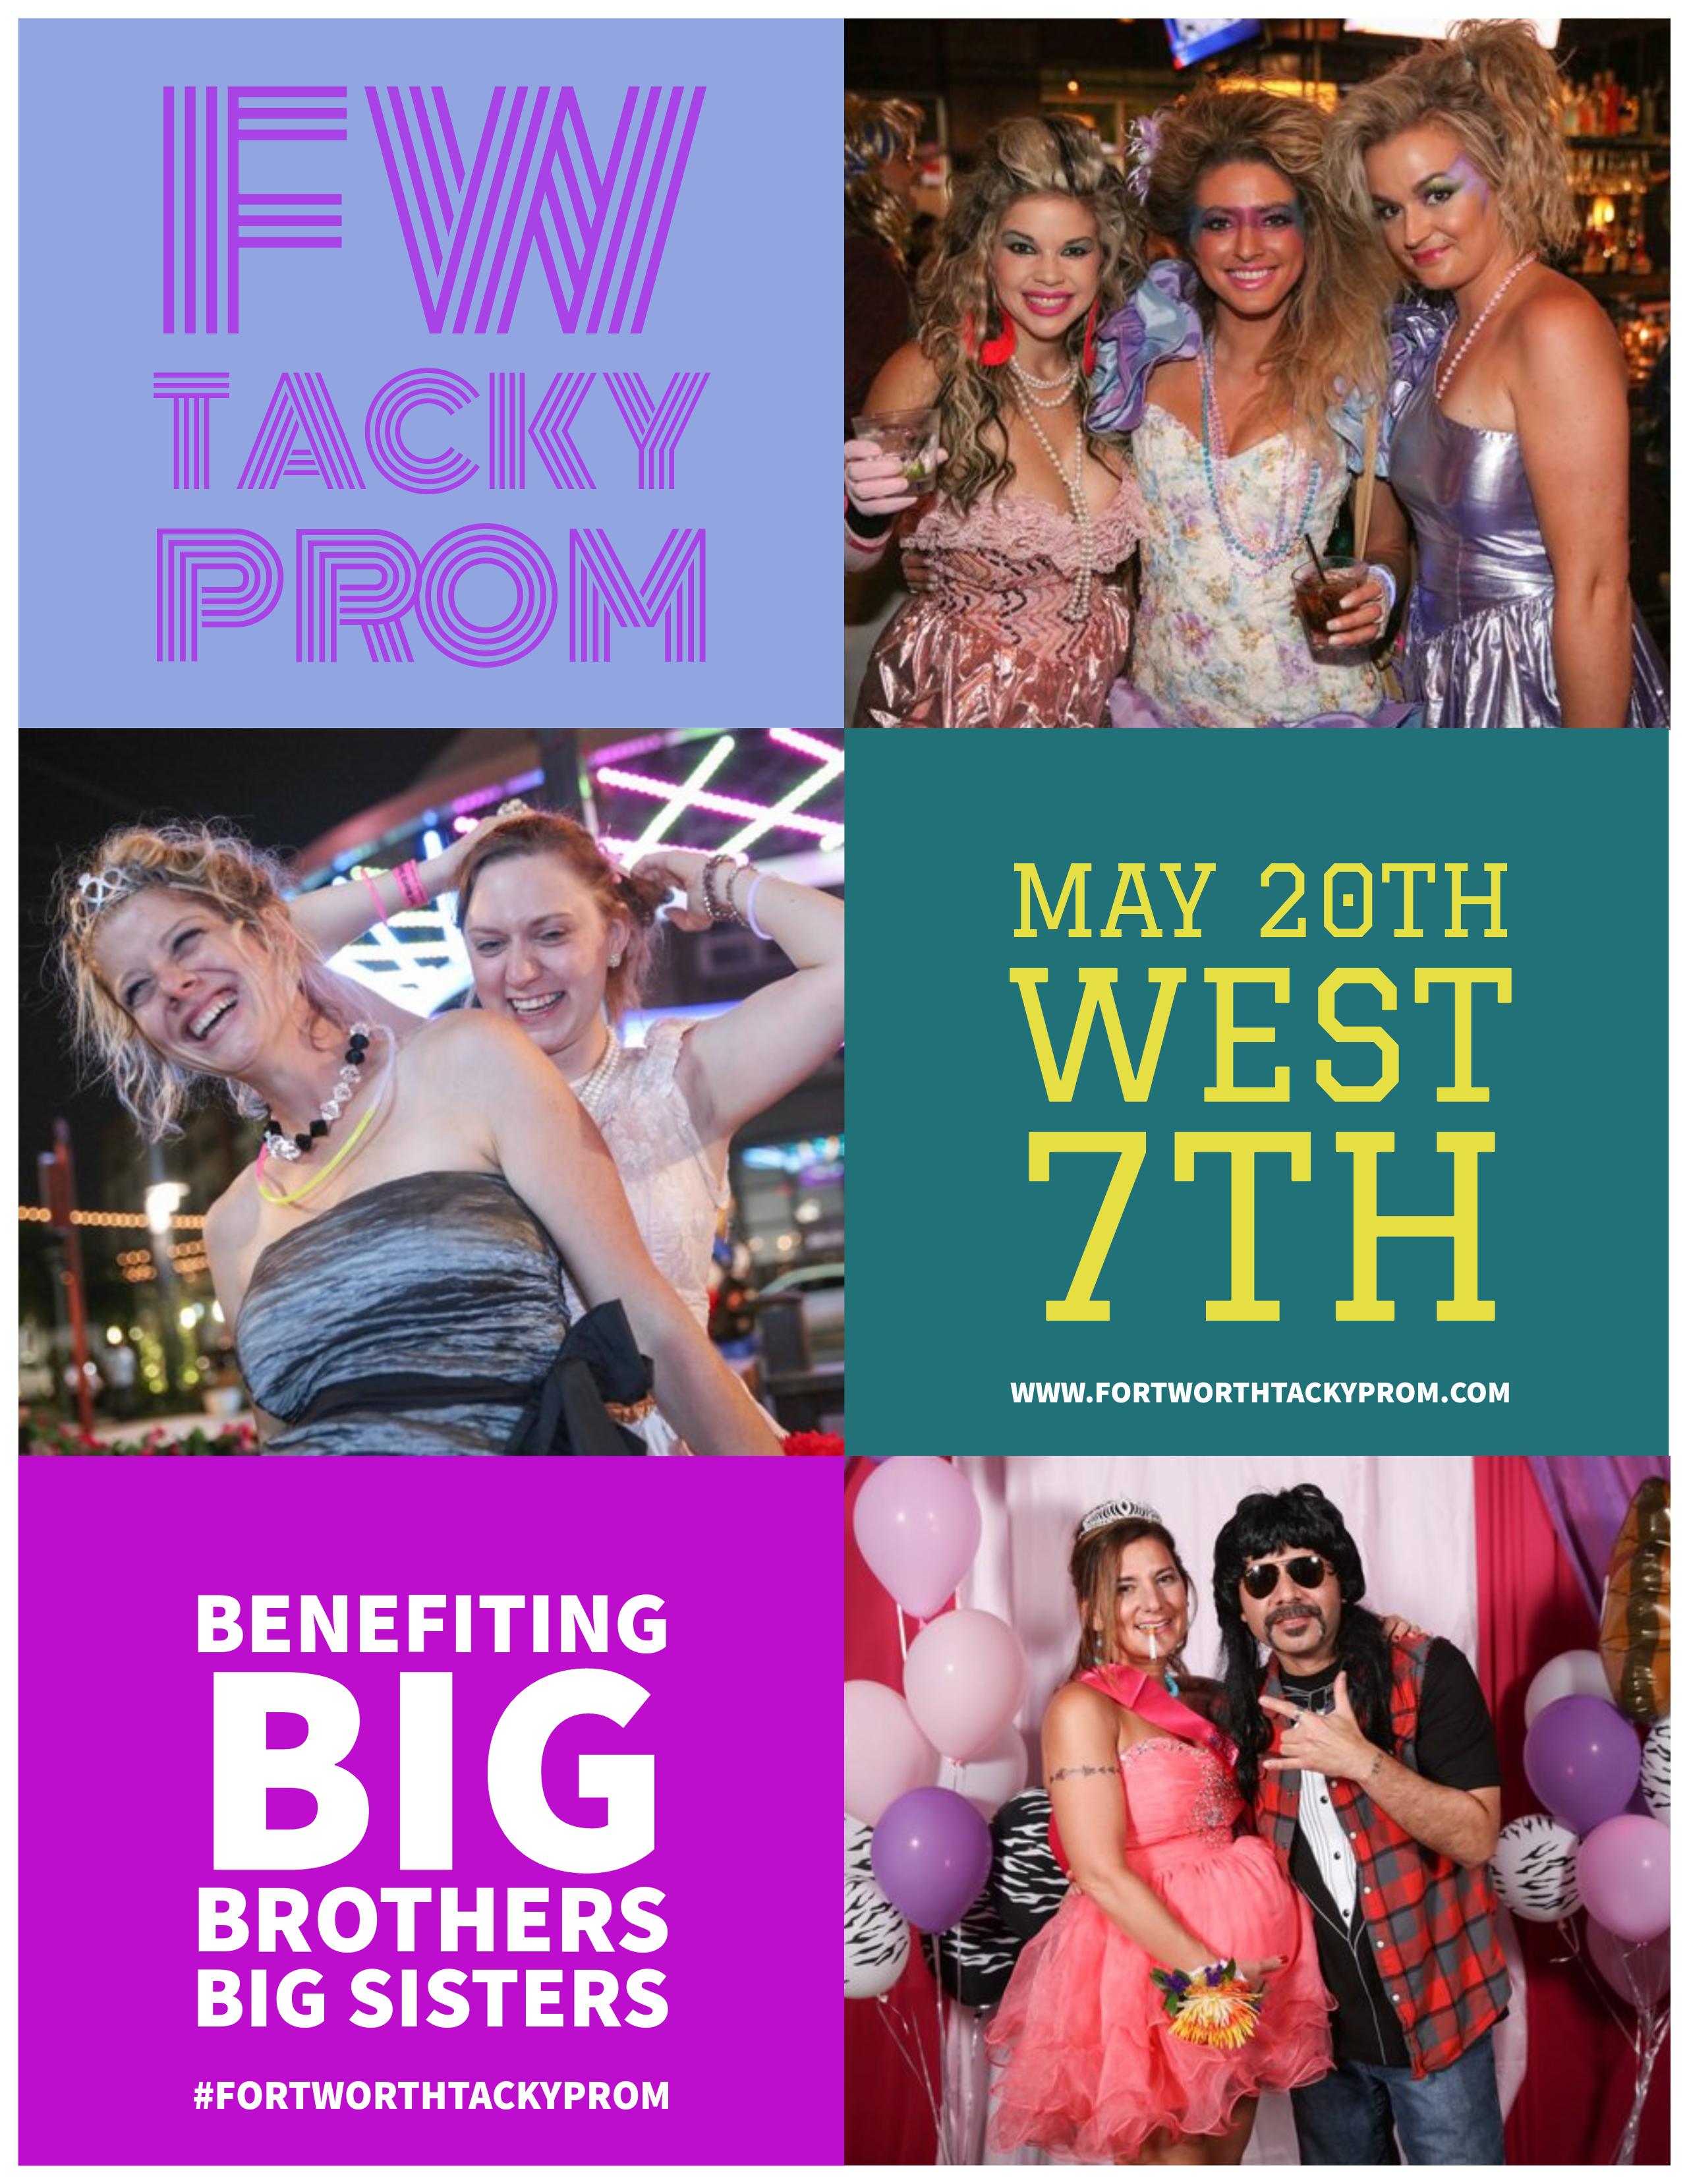 FW
TACKY
PROM
MAY 20TH
WEST
7TH
WWW.FORTWORTHTACKYPROM.COM
BENEFITING
BIG
BROTHERS
BIG SISTERS
#FORTWORTHTACKYPROM